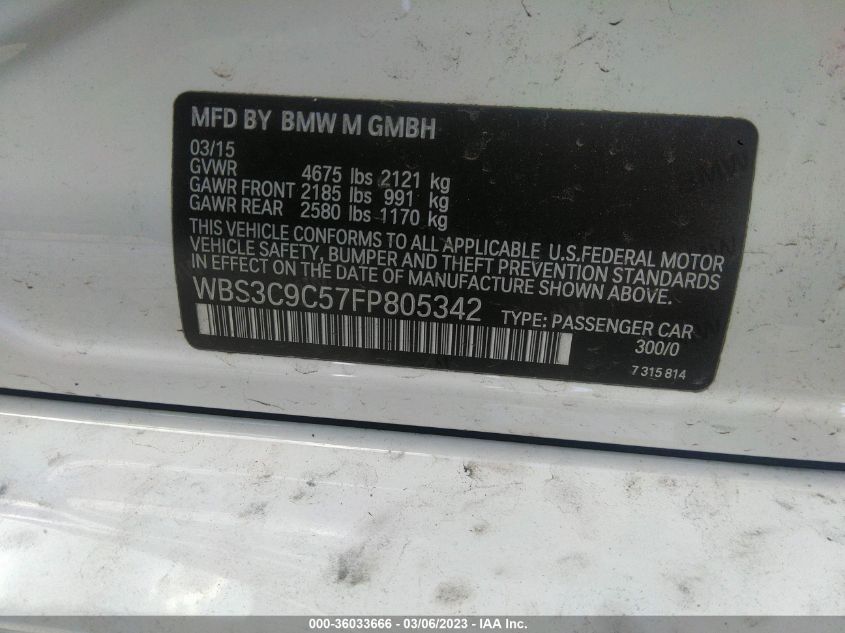 MFD BY BMW M GMBH
03/15
GVWR 4675 lbs 2121 kg
GAWR FRONT 2185 lbs 991 kg
GAWR REAR 2580 lbs 1170 kg
THIS VEHICLE CONFORMS TO ALL APPLICABLE U.S.FEDERAL MOTOR
VEHICLE SAFETY, BUMPER AND THEFT PREVENTION STANDARDS
IN EFFECT ON THE DATE OF MANUFACTURE SHOWN ABOVE.
WBS3C9C57FP805342 TYPE: PASSENGER CAR
300/0
7 315 814
000-36033666 - 03/06/2023 - IAA Inc.